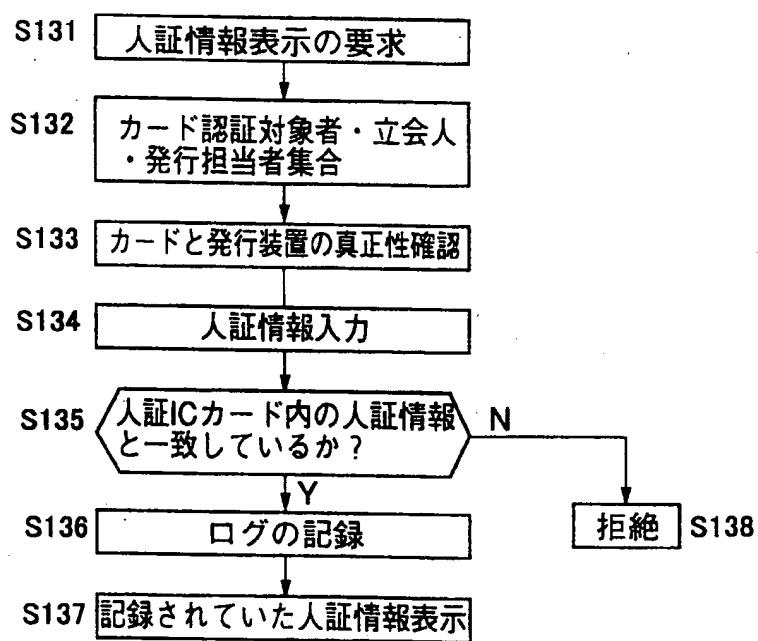 S131 人証情報表示の要求
S132 カード認証対象者・立会人
・発行担当者集合
S133 カードと発行装置の真正性確認
S134 人証情報入力
S135 人証ICカード内の人証情報
と一致しているか？
N
Y
S136 ログの記録
拒絶 S138
S137 記録されていた人証情報表示